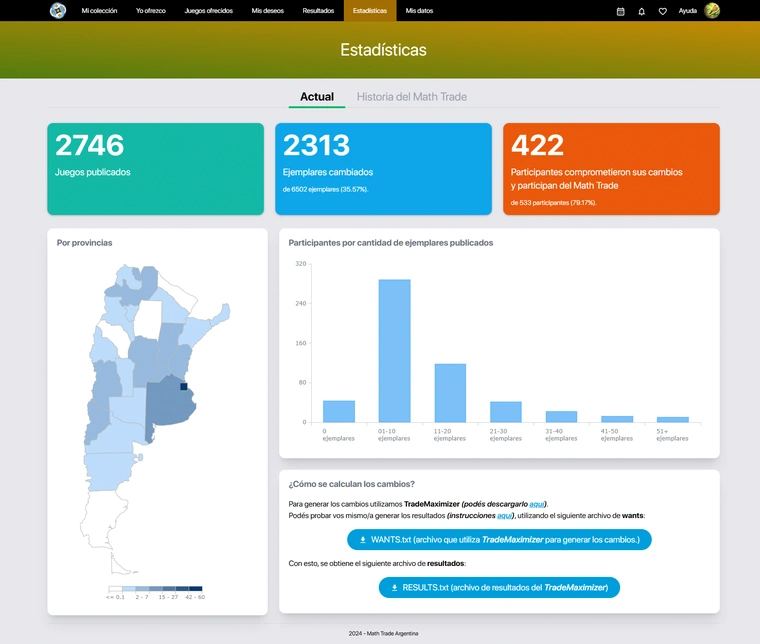 Mi colección Yo ofrezco Juegos ofrecidos Mis deseos Resultados Estadísticas Mis datos Ayuda
Estadísticas
Actual Historia del Math Trade
2746
Juegos publicados
2313
Ejemplares cambiados
de 6502 ejemplares (35.57%).
422
Participantes comprometieron sus cambios
y participan del Math Trade
de 533 participantes (79.17%).
Por provincias
<= 0.1 2 - 7 15 - 27 42 - 60
Participantes por cantidad de ejemplares publicados
320
240
160
80
0
0 01-10 11-20 21-30 31-40 41-50 51+
ejemplares ejemplares ejemplares ejemplares ejemplares ejemplares ejemplares
¿Cómo se calculan los cambios?
Para generar los cambios utilizamos TradeMaximizer (podés descargarlo aquí).
Podés probar vos mismo/a generar los resultados (instrucciones aquí), utilizando el siguiente archivo de wants:
WANTS.txt (archivo que utiliza TradeMaximizer para generar los cambios.)
Con esto, se obtiene el siguiente archivo de resultados:
RESULTS.txt (archivo de resultados del TradeMaximizer)
2024 - Math Trade Argentina